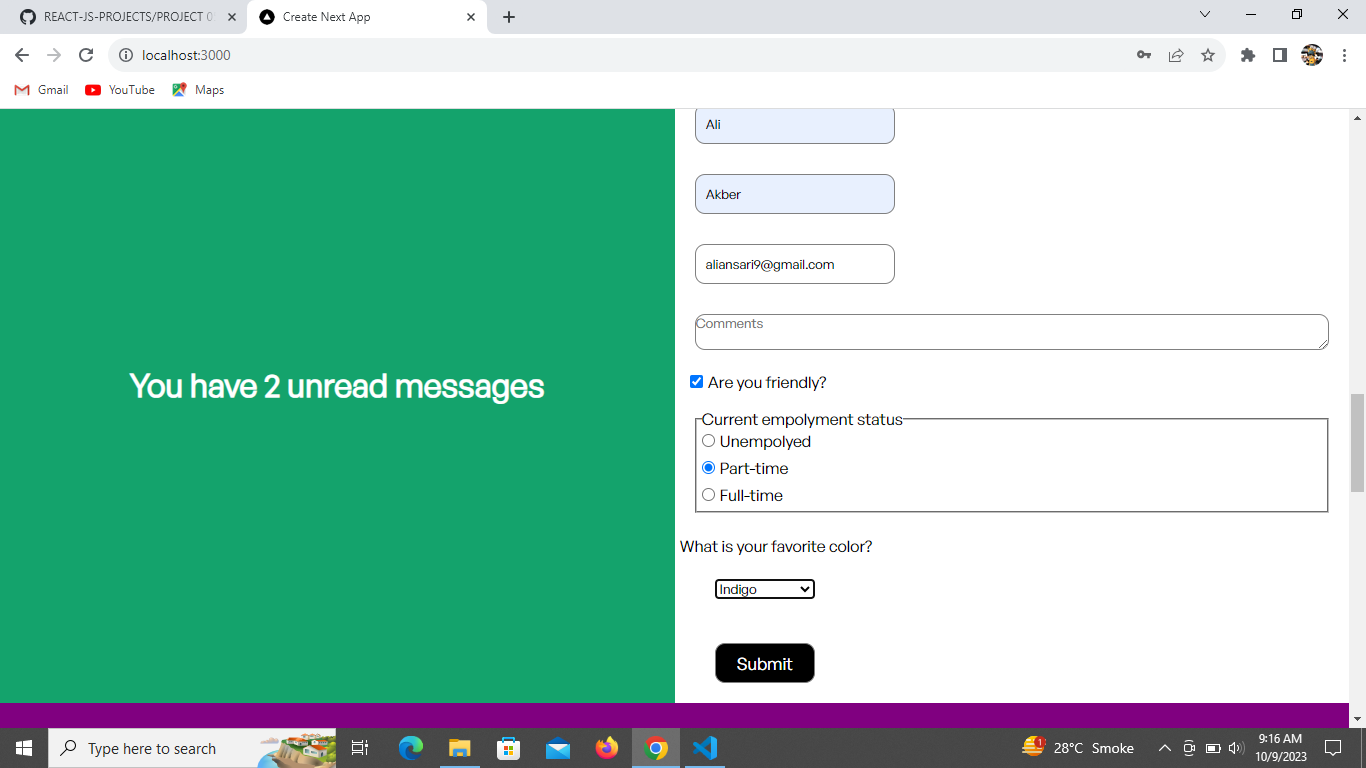 REACT-JS-PROJECTS/PROJECT 0
Create Next App
localhost:3000
Gmail
YouTube
Maps
You have 2 unread messages
Ali
Akber
aliansari9@gmail.com
Comments
Are you friendly?
Current empolyment status
Unempolyed
Part-time
Full-time
What is your favorite color?
Indigo
Submit
Type here to search
1
28°C Smoke
9:16 AM
10/9/2023